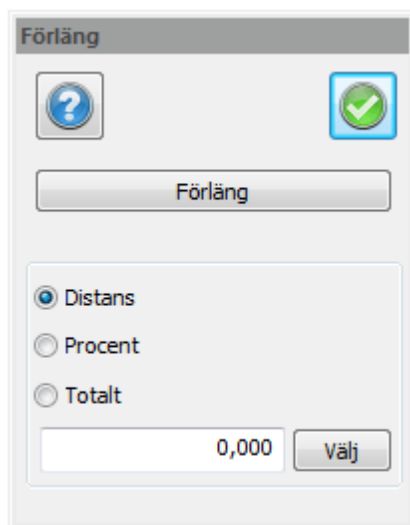 Förläng
Förläng
Distans
Procent
Totalt
0,000 Välj